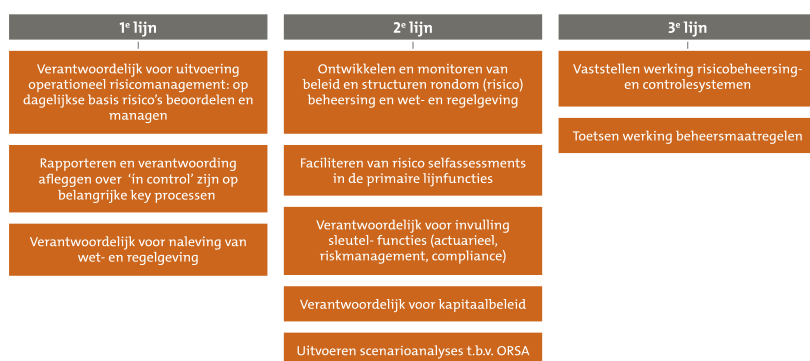 1e lijn
Verantwoordelijk voor uitvoering
operationeel risicomanagement: op
dagelijkse basis risico's beoordelen en
managen
Rapporteren en verantwoording
afleggen over 'in control' zijn op
belangrijke key processen
Verantwoordelijk voor naleving van
wet- en regelgeving
2e lijn
Ontwikkelen en monitoren van
beleid en structuren rondom (risico)
beheersing en wet- en regelgeving
Faciliteren van risico selfassessments
in de primaire lijnfuncties
Verantwoordelijk voor invulling
sleutel- functies (actuarieel,
riskmanagement, compliance)
Verantwoordelijk voor kapitaalbeleid
Uitvoeren scenarioanalyses t.b.v. ORSA
3e lijn
Vaststellen werking risicobeheersing-
en controlesystemen
Toetsen werking beheersmaatregelen